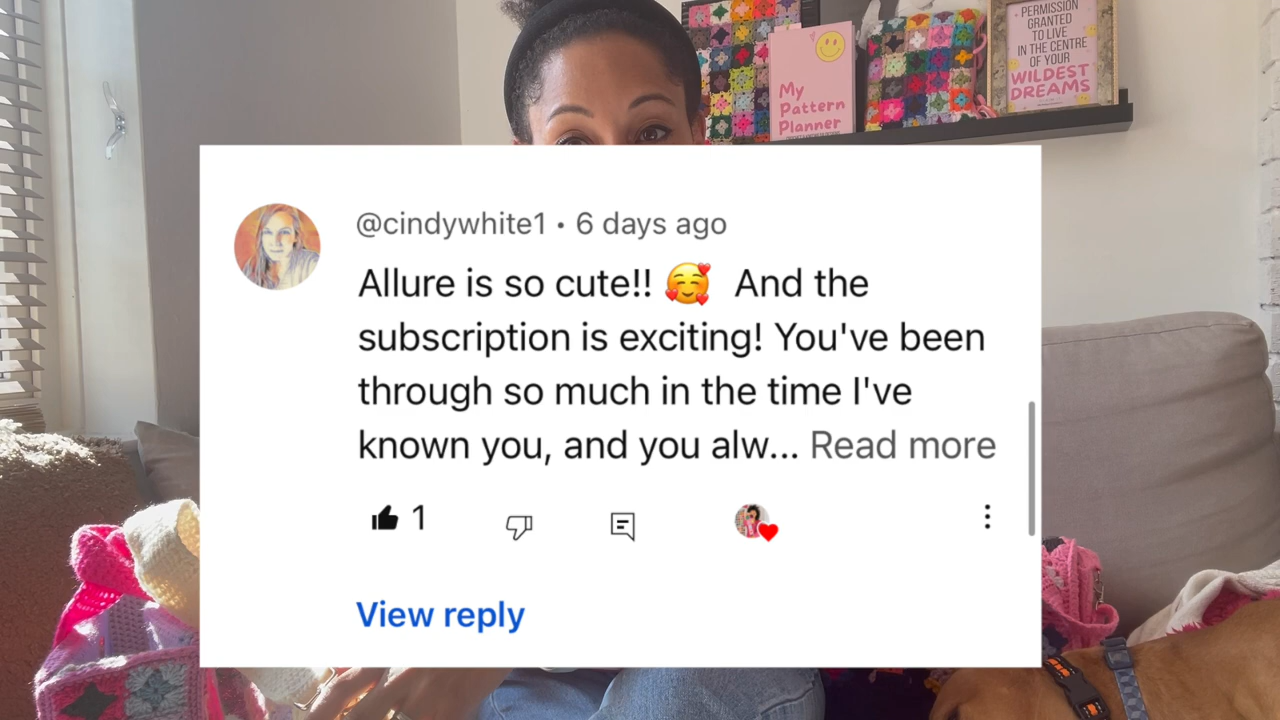 PERMISSION
GRANTED
TO LIVE
IN THE CENTRE
OF YOUR
WILDEST
DREAMS
My
Pattern
Planner
@cindywhite1 • 6 days ago
Allure is so cute!! 🥰 And the
subscription is exciting! You've been
through so much in the time I've
known you, and you alw... Read more
1
View reply